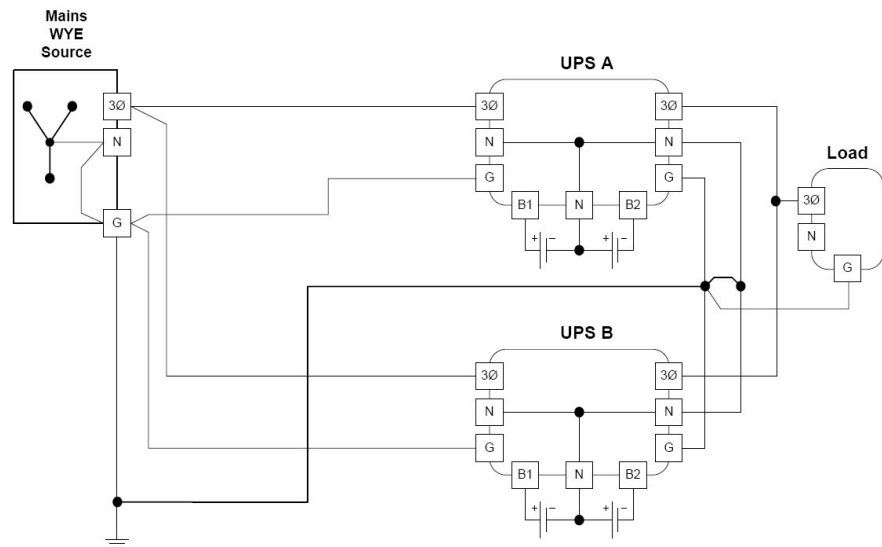 Mains
WYE
Source
UPS A
3Ø
3Ø
3Ø
N
N
N
Load
G
G
3Ø
B1
N
B2
N
G
+ −
+ −
G
UPS B
3Ø
3Ø
N
N
G
G
B1
N
B2
+ −
+ −